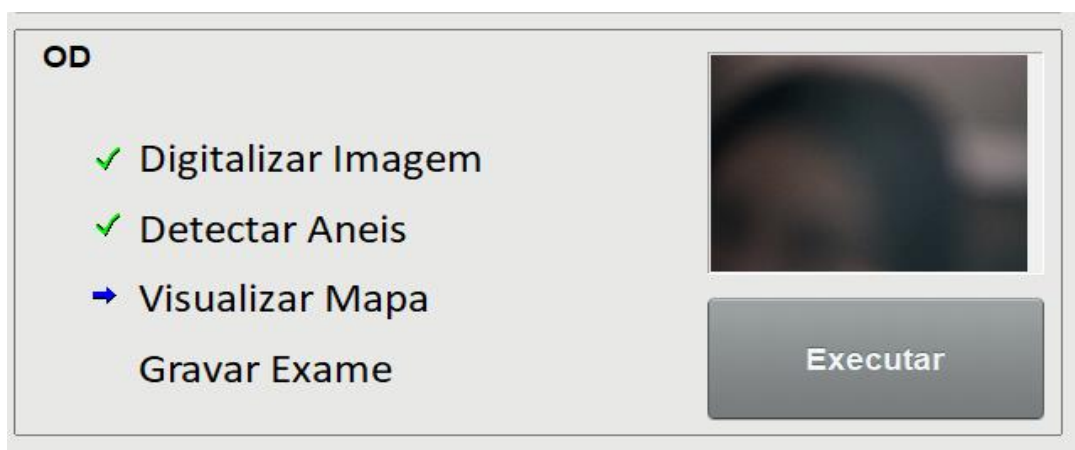 OD
Digitalizar Imagem
Detectar Aneis
Visualizar Mapa
Gravar Exame
Executar